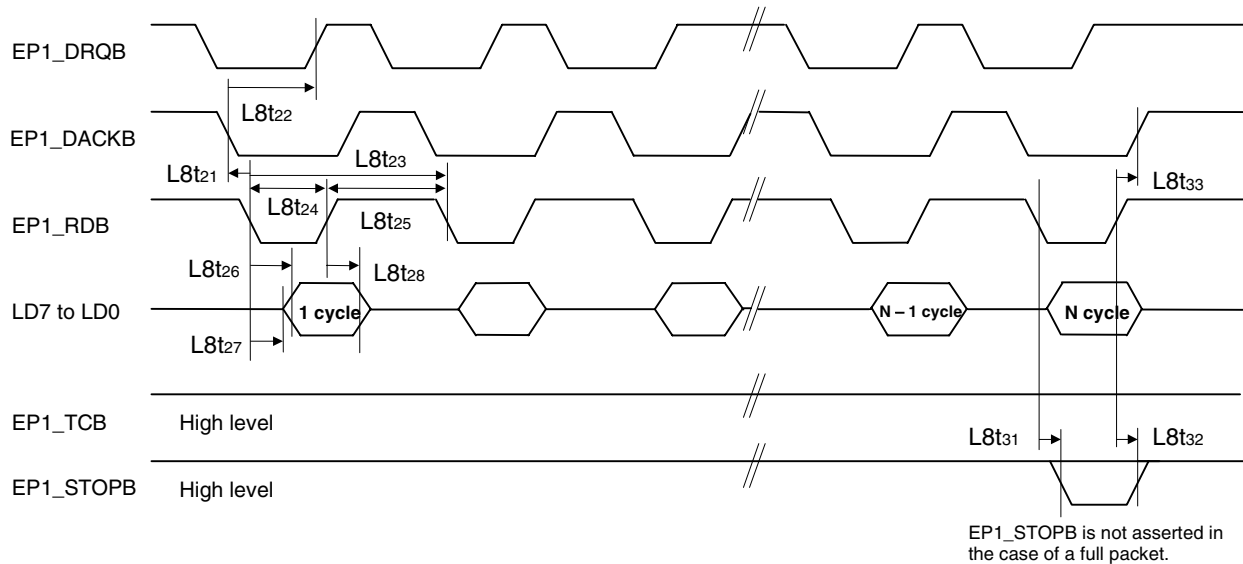 EP1_DRQB
L8t22
EP1_DACKB
L8t21
L8t23
L8t33
L8t24
EP1_RDB
L8t25
L8t26
L8t28
LD7 to LD0
1 cycle
N – 1 cycle
N cycle
L8t27
EP1_TCB
High level
L8t31
L8t32
EP1_STOPB
High level
EP1_STOPB is not asserted in
the case of a full packet.